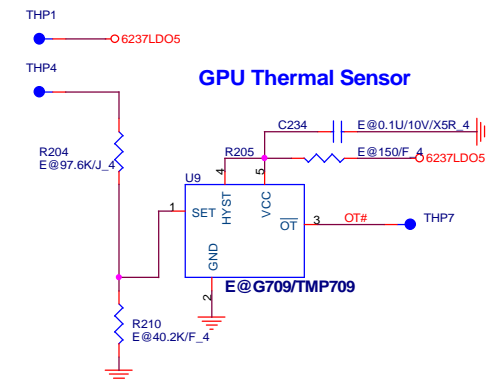 THP1
6237LDO5
THP4
GPU Thermal Sensor
C234
E@0.1U/10V/X5R_4
R204
E@97.6K/J_4
R205
E@150/F_4
6237LDO5
U9
4
5
1
SET
HYST
VCC
OT
3
OT#
THP7
GND
2
E@G709/TMP709
R210
E@40.2K/F_4